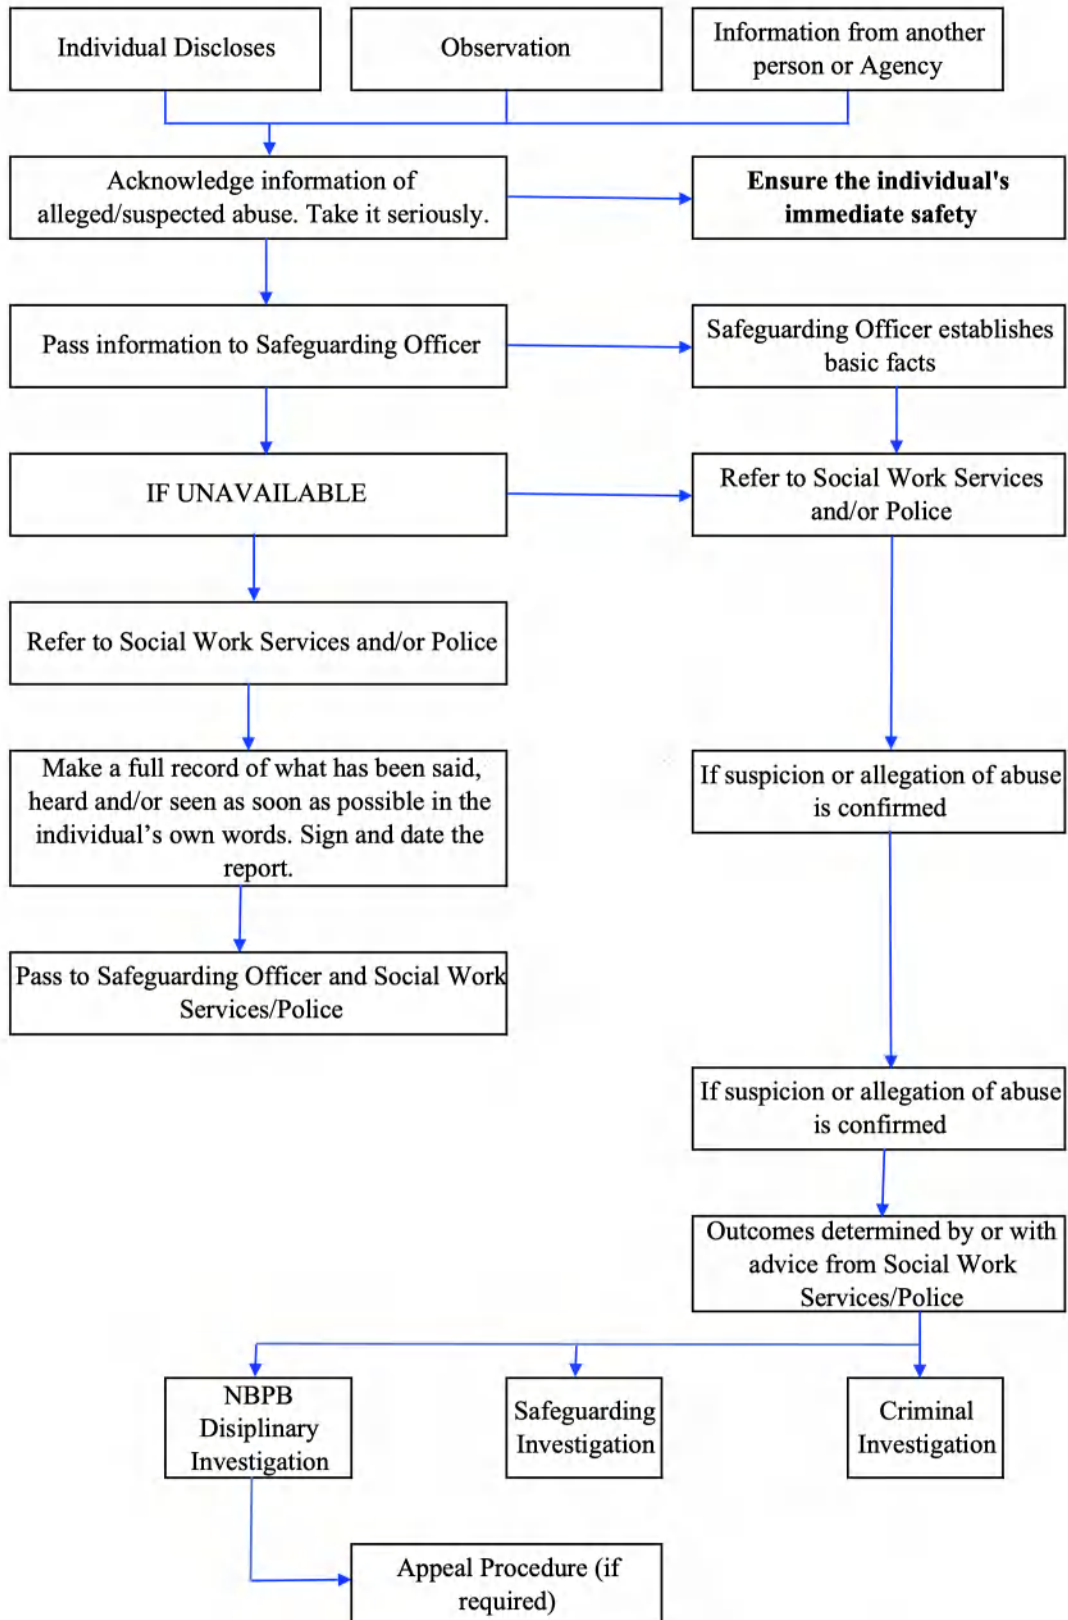 Individual Discloses
Observation
Information from another
person or Agency
Acknowledge information of
alleged/suspected abuse. Take it seriously.
Ensure the individual's
immediate safety
Pass information to Safeguarding Officer
Safeguarding Officer establishes
basic facts
IF UNAVAILABLE
Refer to Social Work Services
and/or Police
Refer to Social Work Services and/or Police
Make a full record of what has been said,
heard and/or seen as soon as possible in the
individual’s own words. Sign and date the
report.
If suspicion or allegation of abuse
is confirmed
Pass to Safeguarding Officer and Social Work
Services/Police
If suspicion or allegation of abuse
is confirmed
Outcomes determined by or with
advice from Social Work
Services/Police
NBPB
Disiplinary
Investigation
Safeguarding
Investigation
Criminal
Investigation
Appeal Procedure (if
required)